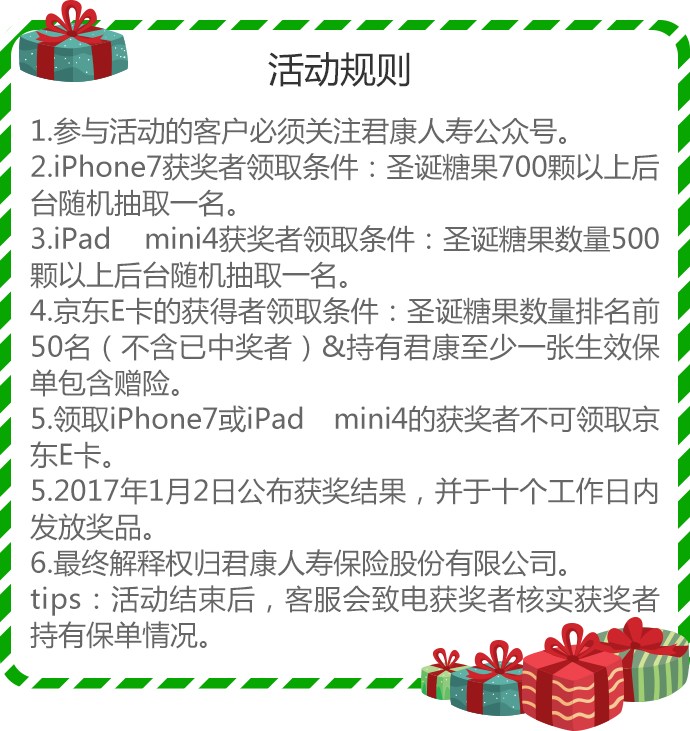 活动规则
1.参与活动的客户必须关注君康人寿公众号。
2.iPhone7获奖者领取条件：圣诞糖果700颗以上后
台随机抽取一名。
3.iPad　mini4获奖者领取条件：圣诞糖果数量500
颗以上后台随机抽取一名。
4.京东E卡的获得者领取条件：圣诞糖果数量排名前
50名（不含已中奖者）&持有君康至少一张生效保
单包含赠险。
5.领取iPhone7或iPad　mini4的获奖者不可领取京
东E卡。
5.2017年1月2日公布获奖结果，并于十个工作日内
发放奖品。
6.最终解释权归君康人寿保险股份有限公司。
tips：活动结束后，客服会致电获奖者核实获奖者
持有保单情况。